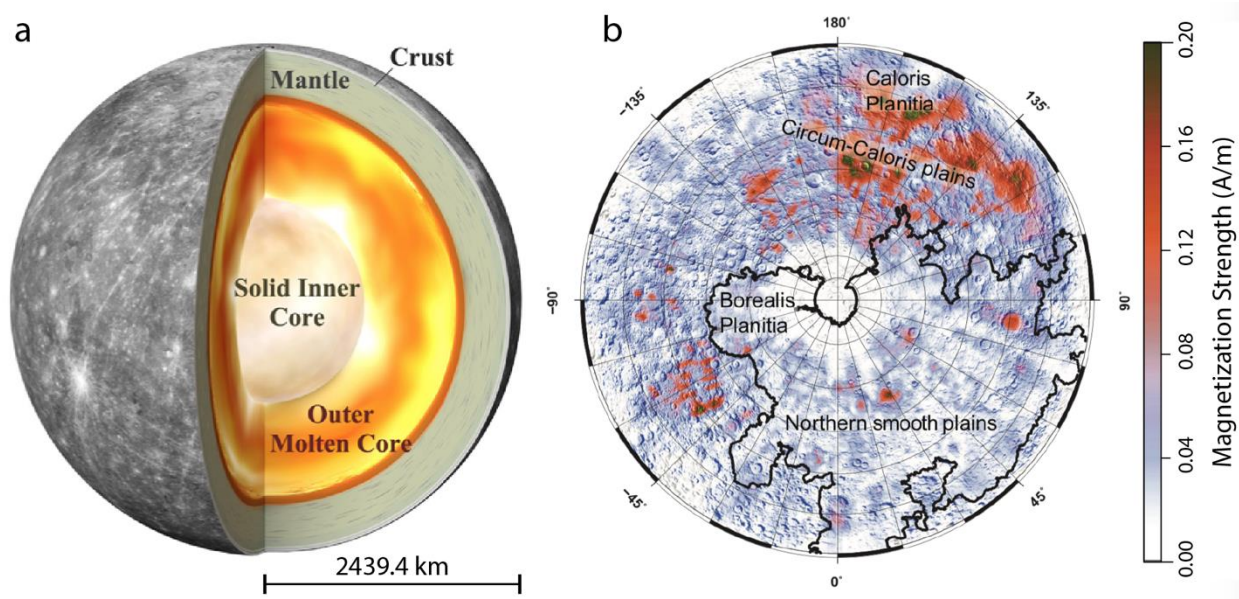 a
Crust
Mantle
Solid Inner
Core
Outer
Molten Core
2439.4 km
b
180°
135°
90°
45°
0°
−45°
−90°
−135°
Caloris
Planitia
Circum-Caloris plains
Borealis
Planitia
Northern smooth plains
0.20
0.16
0.12
0.08
0.04
0.00
Magnetization Strength (A/m)